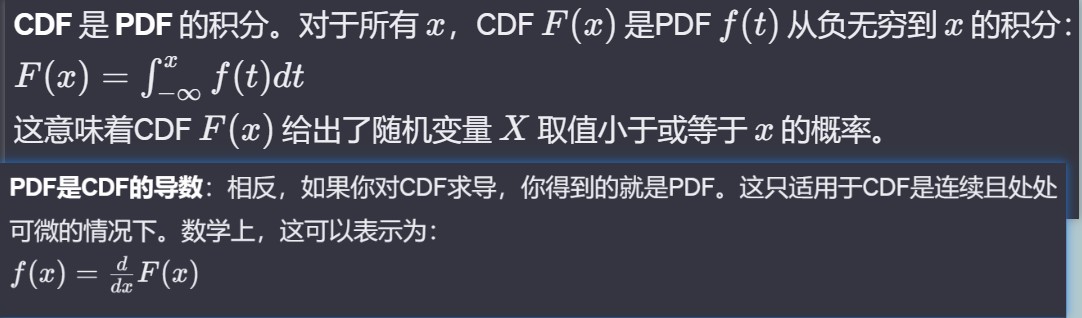 CDF 是 PDF 的积分。对于所有 x，CDF F(x) 是PDF f(t) 从负无穷到 x 的积分：
F(x) = ∫_{-∞}^{x} f(t)dt
这意味着CDF F(x) 给出了随机变量 X 取值小于或等于 x 的概率。
PDF是CDF的导数：相反，如果你对CDF求导，你得到的就是PDF。这只适用于CDF是连续且处处
可微的情况下。数学上，这可以表示为：
f(x) = \frac{d}{dx} F(x)